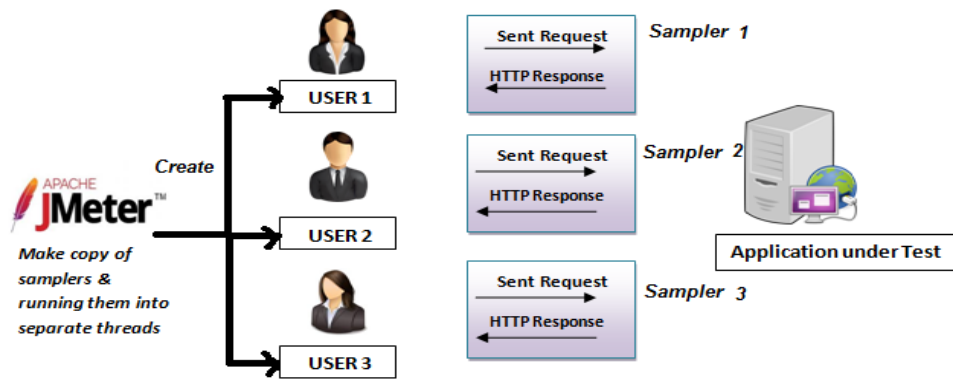 APACHE
JMeter™
Make copy of
samplers &
running them into
separate threads
Create
USER 1
USER 2
USER 3
Sent Request
HTTP Response
Sampler 1
Sent Request
HTTP Response
Sampler 2
Sent Request
HTTP Response
Sampler 3
Application under Test